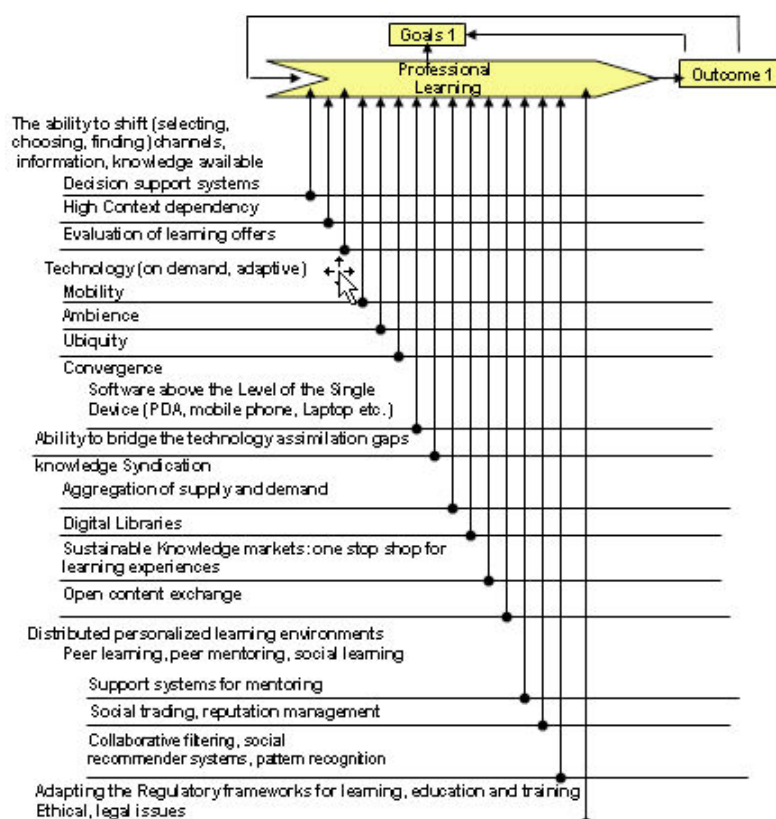 Goals 1
Professional
Learning
Outcome 1
The ability to shift (selecting,
choosing, finding) channels,
information, knowledge available
Decision support systems
High Context dependency
Evaluation of learning offers
Technology (on demand, adaptive)
Mobility
Ambience
Ubiquity
Convergence
Software above the Level of the Single
Device (PDA, mobile phone, Laptop etc.)
Ability to bridge the technology assimilation gaps
knowledge Syndication
Aggregation of supply and demand
Digital Libraries
Sustainable Knowledge markets: one stop shop for
learning experiences
Open content exchange
Distributed personalized learning environments
Peer learning, peer mentoring, social learning
Support systems for mentoring
Social trading, reputation management
Collaborative filtering, social
recommender systems, pattern recognition
Adapting the Regulatory frameworks for learning, education and training
Ethical, legal issues